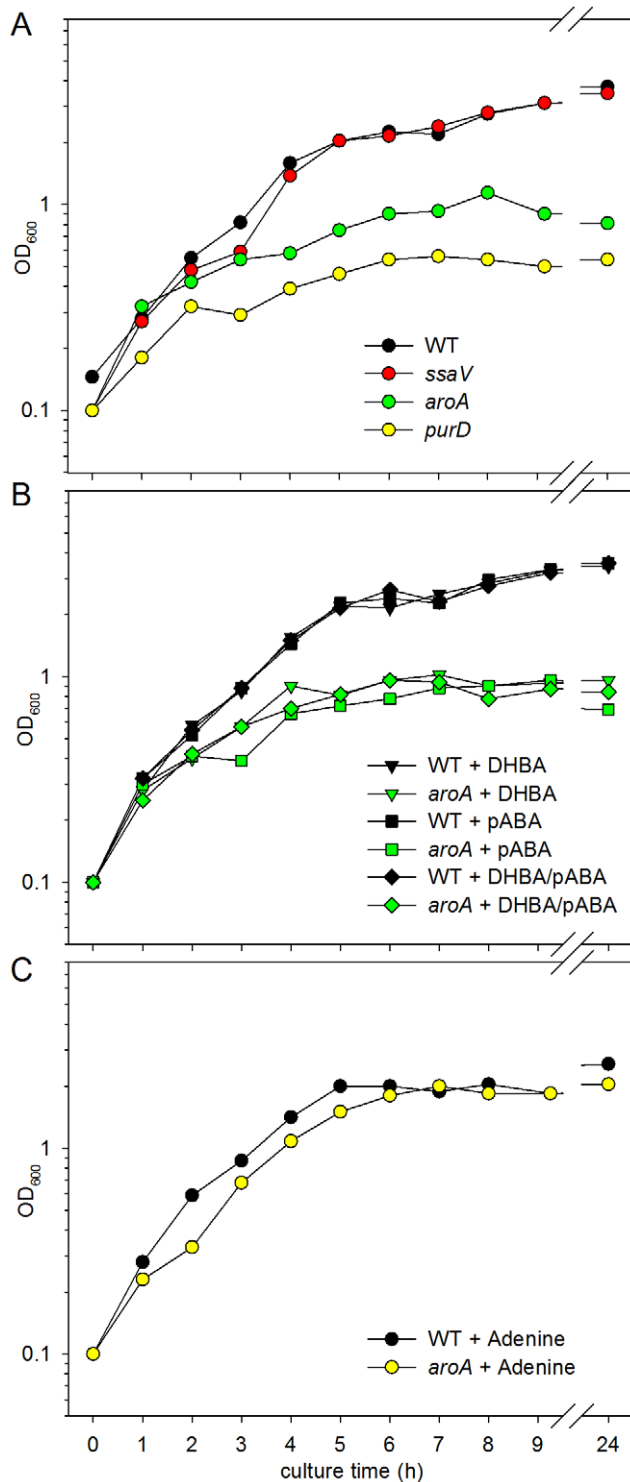 A
1
0.1
OD600
WT
ssaV
aroA
purD
B
1
0.1
OD600
WT + DHBA
aroA + DHBA
WT + pABA
aroA + pABA
WT + DHBA/pABA
aroA + DHBA/pABA
C
1
0.1
OD600
WT + Adenine
aroA + Adenine
0 1 2 3 4 5 6 7 8 9 24
culture time (h)